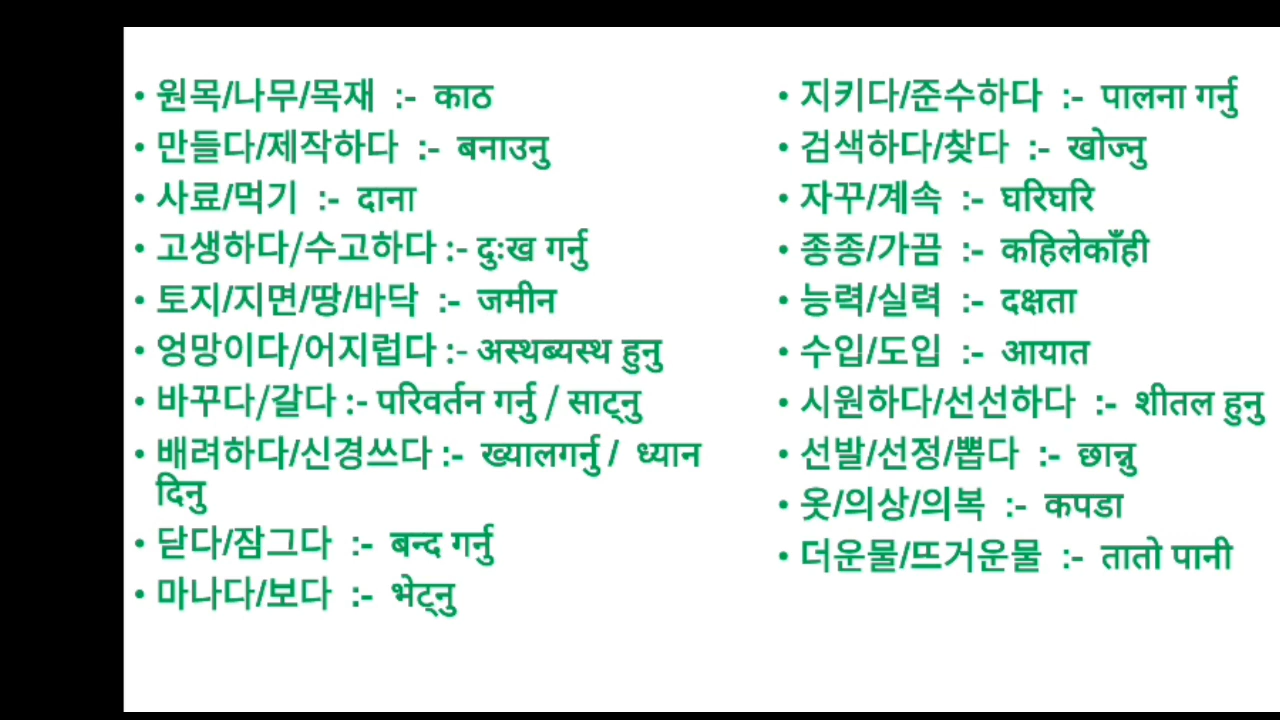 • 원목/나무/목재 :- काठ
• 만들다/제작하다 :- बनाउनु
• 사료/먹기 :- दाना
• 고생하다/수고하다 :- दुःख गर्नु
• 토지/지면/땅/바닥 :- जमीन
• 엉망이다/어지럽다 :- अस्थब्यस्थ हुनु
• 바꾸다/갈다 :- परिवर्तन गर्नु / साट्नु
• 배려하다/신경쓰다 :- ख्यालगर्नु / ध्यान
दिनु
• 닫다/잠그다 :- बन्द गर्नु
• 마나다/보다 :- भेट्नु
• 지키다/준수하다 :- पालना गर्नु
• 검색하다/찾다 :- खोज्नु
• 자꾸/계속 :- घरिघरि
• 종종/가끔 :- कहिलेकाँही
• 능력/실력 :- दक्षता
• 수입/도입 :- आयात
• 시원하다/선선하다 :- शीतल हुनु
• 선발/선정/뽑다 :- छान्नु
• 옷/의상/의복 :- कपडा
• 더운물/뜨거운물 :- तातो पानी